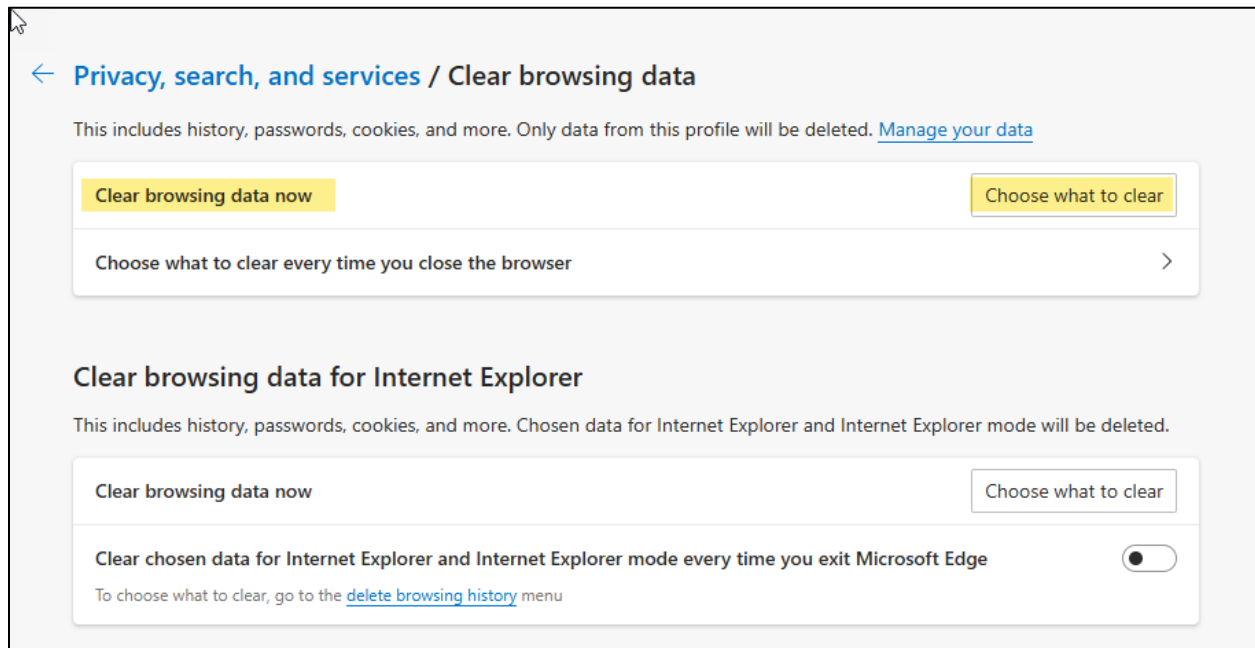 Privacy, search, and services / Clear browsing data
This includes history, passwords, cookies, and more. Only data from this profile will be deleted. Manage your data
Clear browsing data now
Choose what to clear
Choose what to clear every time you close the browser
Clear browsing data for Internet Explorer
This includes history, passwords, cookies, and more. Chosen data for Internet Explorer and Internet Explorer mode will be deleted.
Clear browsing data now
Choose what to clear
Clear chosen data for Internet Explorer and Internet Explorer mode every time you exit Microsoft Edge
To choose what to clear, go to the delete browsing history menu